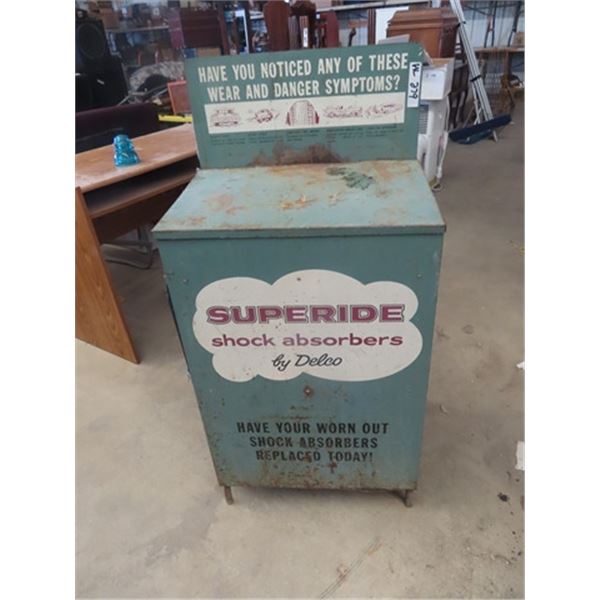 HAVE YOU NOTICED ANY OF THESE
WEAR AND DANGER SYMPTOMS?
SUPERIDE
shock absorbers
by Delco
HAVE YOUR WORN OUT
SHOCK ABSORBERS
REPLACED TODAY!